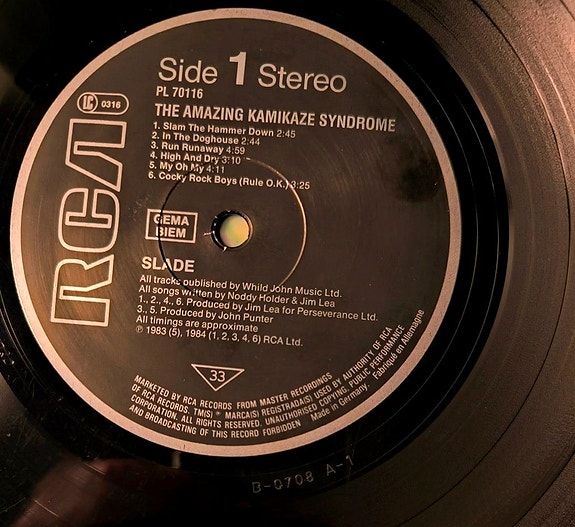 Side 1 Stereo
PL 70116
LC 0316
THE AMAZING KAMIKAZE SYNDROME
1. Slam The Hammer Down 2:45
2. In The Doghouse 2:44
3. Run Runaway 4:59
4. High And Dry 3:10
5. My Oh My 4:11
6. Cocky Rock Boys (Rule O.K.) 3:25
RCA
GEMA
BIEM
SLADE
All tracks published by Whild John Music Ltd.
All songs written by Noddy Holder & Jim Lea
1., 2., 4., 6. Produced by Jim Lea for Perseverance Ltd.
3., 5. Produced by John Punter
All timings are approximate
℗ 1983 (5), 1984 (1, 2, 3, 4, 6) RCA Ltd.
33
MARKETED BY RCA RECORDS FROM MASTER RECORDINGS
OF RCA RECORDS. TM(S) ® MARCA(S) REGISTRADA(S) USED BY AUTHORITY OF RCA
CORPORATION. ALL RIGHTS RESERVED. UNAUTHORISED COPYING, PUBLIC PERFORMANCE
AND BROADCASTING OF THIS RECORD FORBIDDEN Made in Germany. Fabriqué en Allemagne
B-0708 A-1